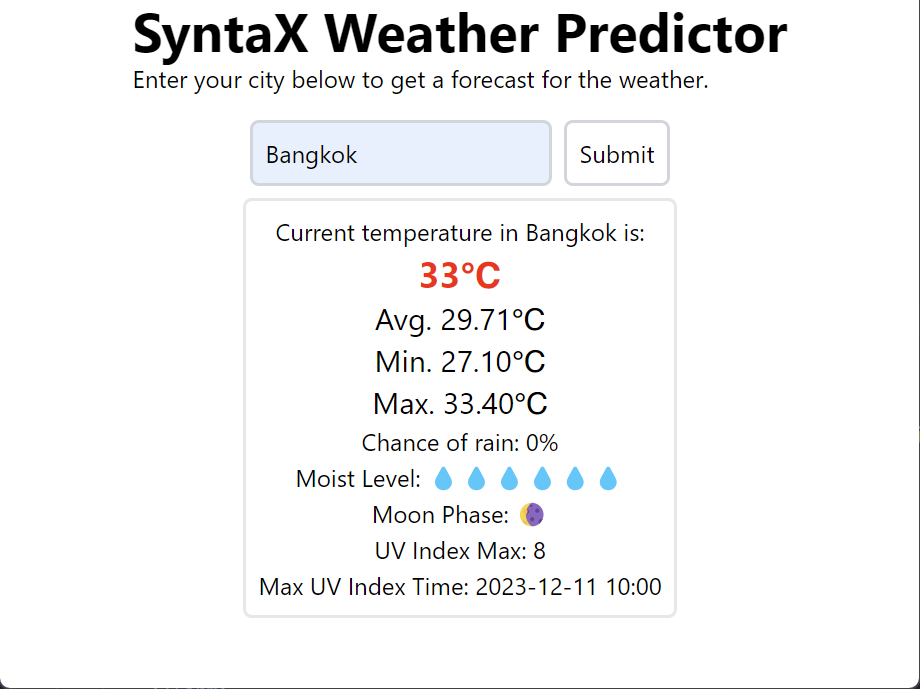 SyntaX Weather Predictor
Enter your city below to get a forecast for the weather.
Bangkok
Submit
Current temperature in Bangkok is:
33°C
Avg. 29.71°C
Min. 27.10°C
Max. 33.40°C
Chance of rain: 0%
Moist Level: 💧 💧 💧 💧 💧 💧
Moon Phase: 🌘
UV Index Max: 8
Max UV Index Time: 2023-12-11 10:00